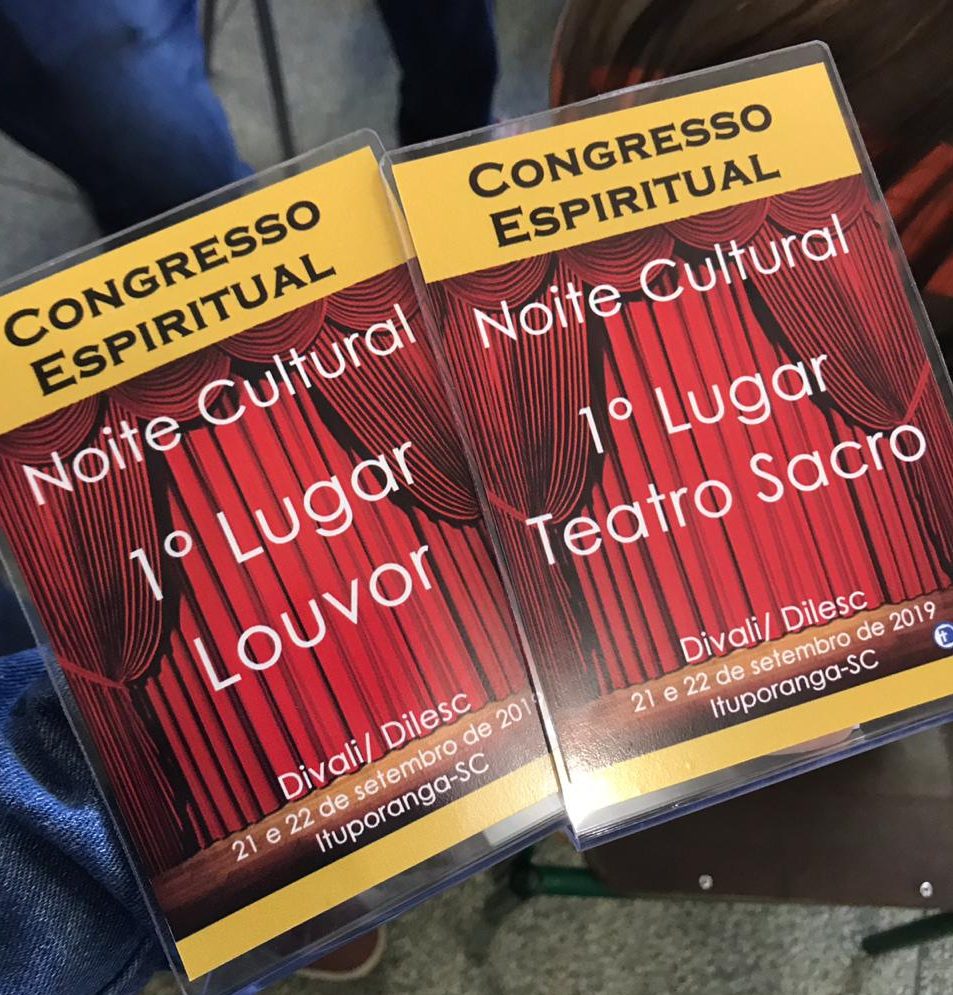 CONGRESSO
ESPIRITUAL
Noite Cultural
1º Lugar
Louvor
Divali/ Dilesc
21 e 22 de setembro de 201
Ituporanga-SC
CONGRESSO
ESPIRITUAL
Noite Cultural
1º Lugar
Teatro Sacro
Divali/ Dilesc
21 e 22 de setembro de 2019
Ituporanga-SC